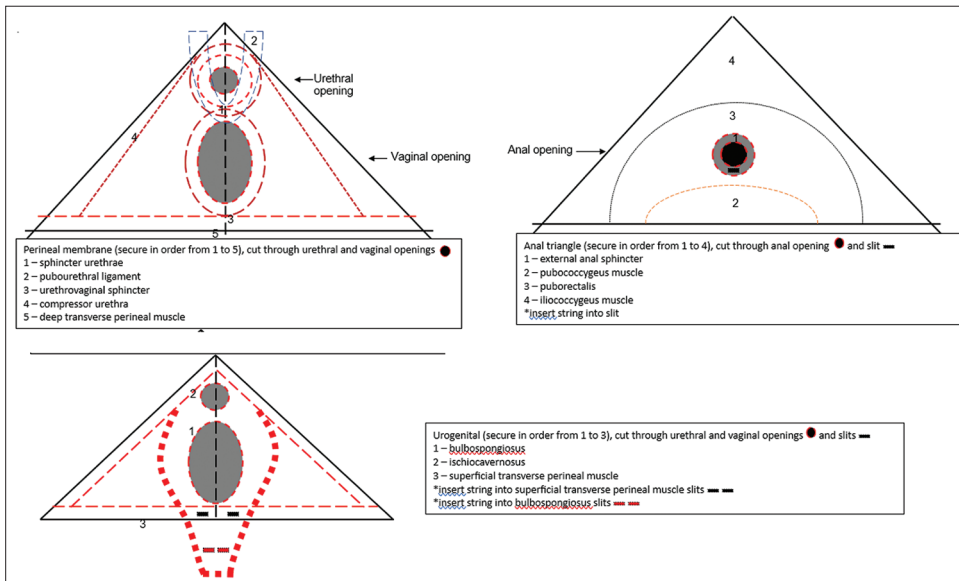 2
Urethral
opening
1
4
Vaginal opening
3
5
Perineal membrane (secure in order from 1 to 5), cut through urethral and vaginal openings
1 – sphincter urethrae
2 – pubourethral ligament
3 – urethrovaginal sphincter
4 – compressor urethra
5 – deep transverse perineal muscle
4
3
1
Anal opening
2
Anal triangle (secure in order from 1 to 4), cut through anal opening and slit
1 – external anal sphincter
2 – pubococcygeus muscle
3 – puborectalis
4 – iliococcygeus muscle
*insert string into slit
2
1
3
Urogenital (secure in order from 1 to 3), cut through urethral and vaginal openings and slits
1 – bulbospongiosus
2 – ischiocavernosus
3 – superficial transverse perineal muscle
*insert string into superficial transverse perineal muscle slits
*insert string into bulbospongiosus slits